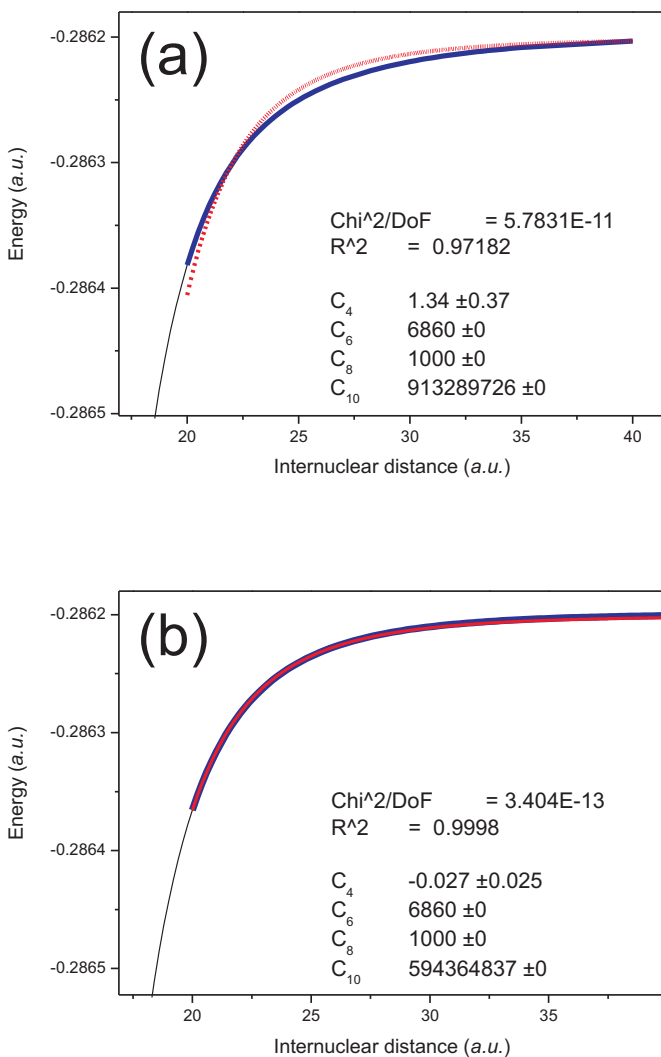 (a)
-0.2862
-0.2863
-0.2864
-0.2865
Energy (a.u.)
Chi^2/DoF = 5.7831E-11
R^2 = 0.97182
C4 1.34 ±0.37
C6 6860 ±0
C8 1000 ±0
C10 913289726 ±0
20 25 30 35 40
Internuclear distance (a.u.)
(b)
-0.2862
-0.2863
-0.2864
-0.2865
Energy (a.u.)
Chi^2/DoF = 3.404E-13
R^2 = 0.9998
C4 -0.027 ±0.025
C6 6860 ±0
C8 1000 ±0
C10 594364837 ±0
20 25 30 35
Internuclear distance (a.u.)